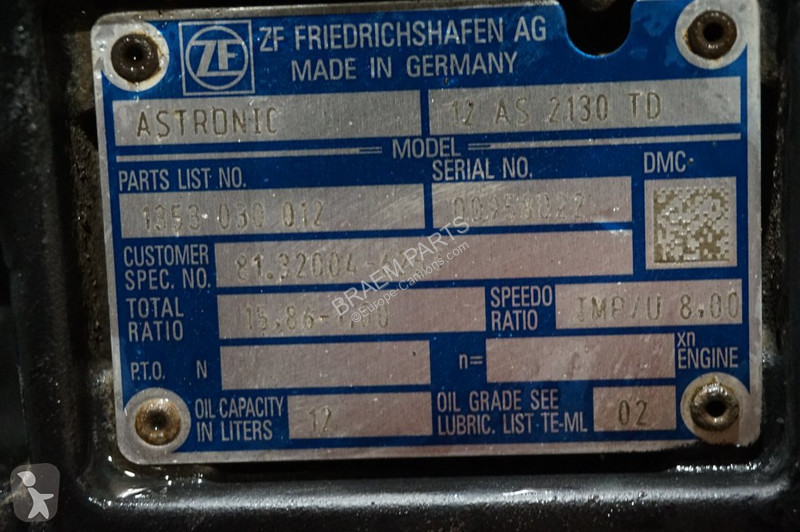 ZF
ZF FRIEDRICHSHAFEN AG
MADE IN GERMANY
ASTRONIC 12 AS 2130 TD
MODEL
PARTS LIST NO. SERIAL NO. DMC
1353 030 012
CUSTOMER SPEC. NO.
TOTAL RATIO SPEEDO RATIO IMP/U 8.00
P.T.O. N n= xn ENGINE
OIL CAPACITY IN LITERS 12 OIL GRADE SEE LUBRIC. LIST TE-ML 02
BRAEM-PARTS
©Europe-Camions.com